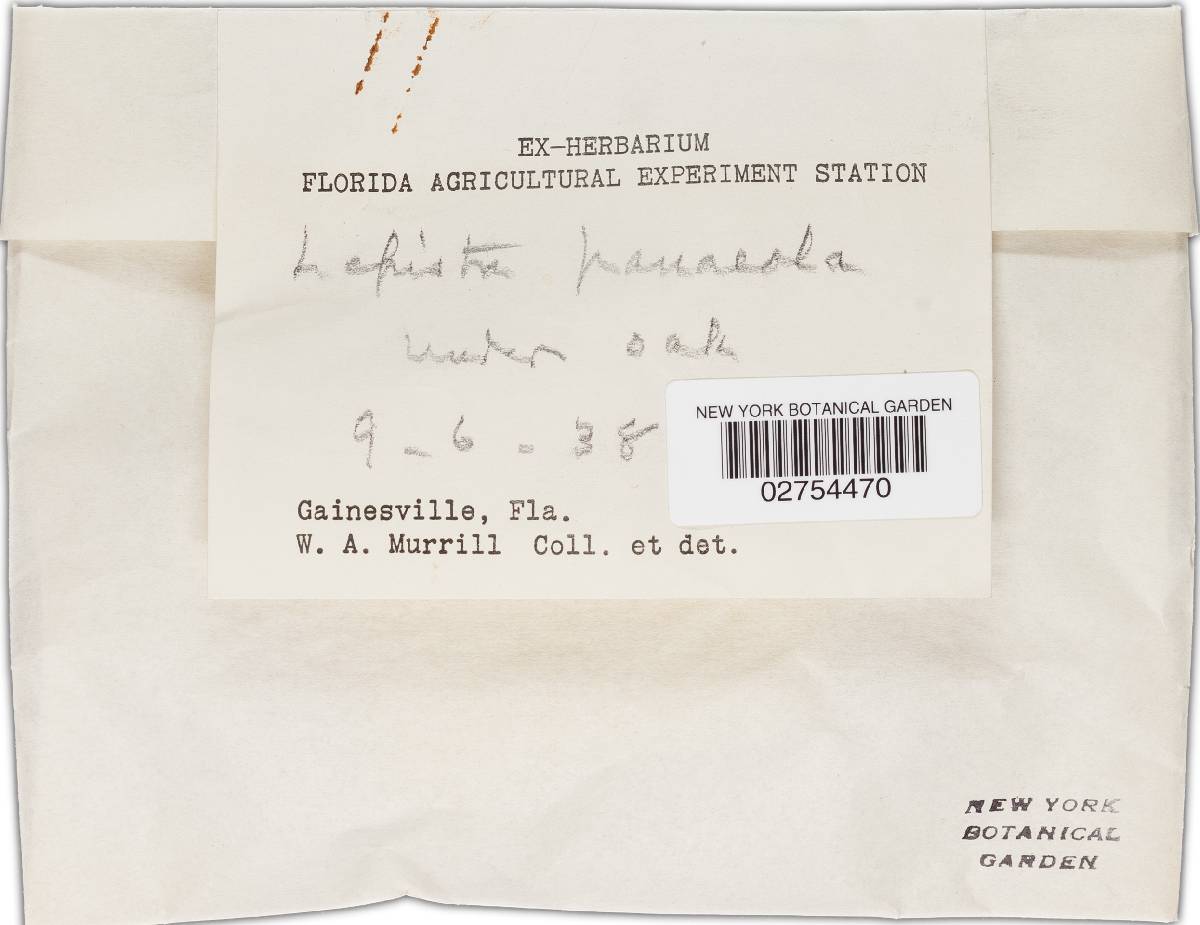 EX-HERBARIUM
FLORIDA AGRICULTURAL EXPERIMENT STATION
Lepista panaeola
under oak
9-6-38
NEW YORK BOTANICAL GARDEN
02754470
Gainesville, Fla.
W. A. Murrill Coll. et det.
NEW YORK
BOTANICAL
GARDEN